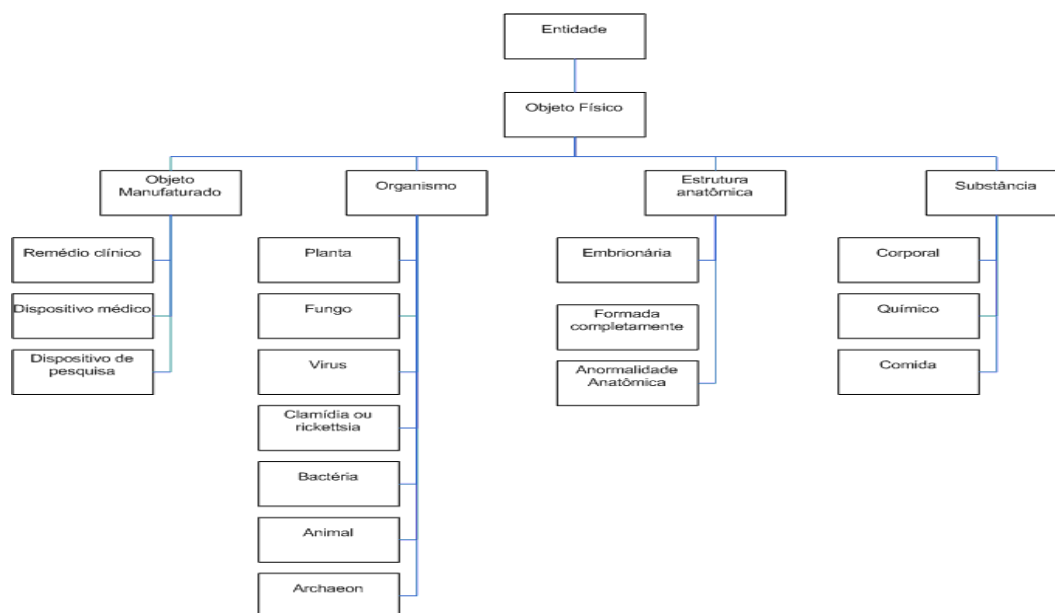 Entidade
Objeto Físico
Objeto
Manufaturado
Organismo
Estrutura
anatômica
Substância
Remédio clínico
Dispositivo médico
Dispositivo de
pesquisa
Planta
Fungo
Virus
Clamídia ou
rickettsia
Bactéria
Animal
Archaeon
Embrionária
Formada
completamente
Anormalidade
Anatômica
Corporal
Químico
Comida